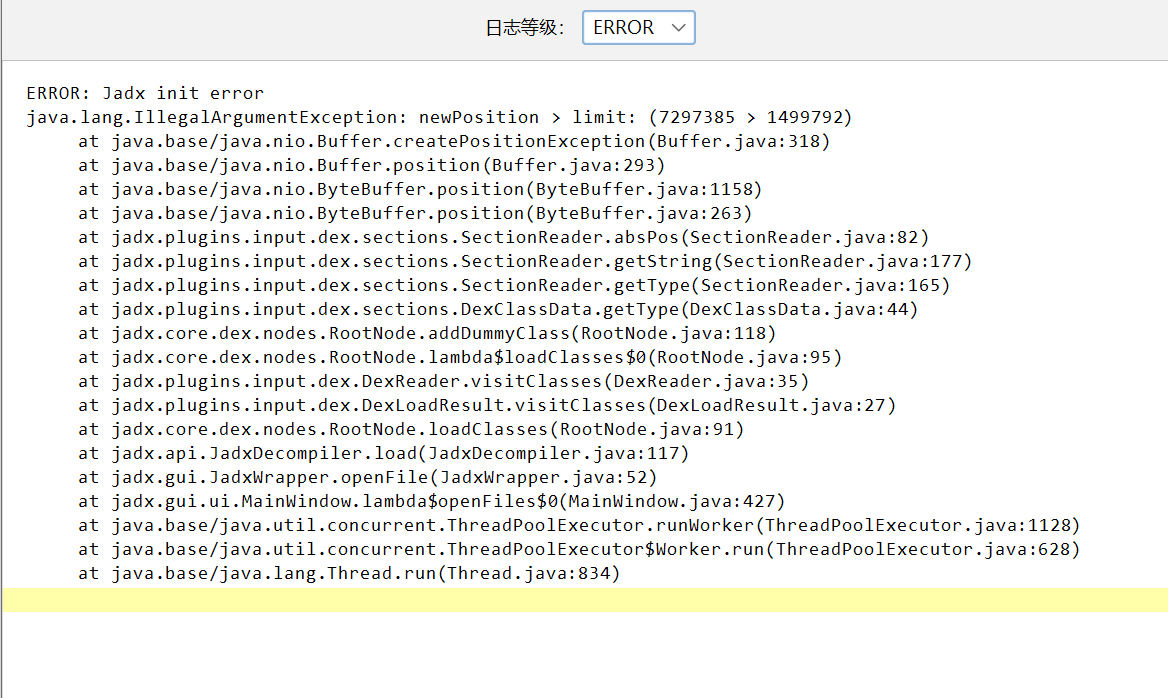 日志等级： ERROR
ERROR: Jadx init error
java.lang.IllegalArgumentException: newPosition > limit: (7297385 > 1499792)
at java.base/java.nio.Buffer.createPositionException(Buffer.java:318)
at java.base/java.nio.Buffer.position(Buffer.java:293)
at java.base/java.nio.ByteBuffer.position(ByteBuffer.java:1158)
at java.base/java.nio.ByteBuffer.position(ByteBuffer.java:263)
at jadx.plugins.input.dex.sections.SectionReader.absPos(SectionReader.java:82)
at jadx.plugins.input.dex.sections.SectionReader.getString(SectionReader.java:177)
at jadx.plugins.input.dex.sections.SectionReader.getType(SectionReader.java:165)
at jadx.plugins.input.dex.sections.DexClassData.getType(DexClassData.java:44)
at jadx.core.dex.nodes.RootNode.addDummyClass(RootNode.java:118)
at jadx.core.dex.nodes.RootNode.lambda$loadClasses$0(RootNode.java:95)
at jadx.plugins.input.dex.DexReader.visitClasses(DexReader.java:35)
at jadx.plugins.input.dex.DexLoadResult.visitClasses(DexLoadResult.java:27)
at jadx.core.dex.nodes.RootNode.loadClasses(RootNode.java:91)
at jadx.api.JadxDecompiler.load(JadxDecompiler.java:117)
at jadx.gui.JadxWrapper.openFile(JadxWrapper.java:52)
at jadx.gui.ui.MainWindow.lambda$openFiles$0(MainWindow.java:427)
at java.base/java.util.concurrent.ThreadPoolExecutor.runWorker(ThreadPoolExecutor.java:1128)
at java.base/java.util.concurrent.ThreadPoolExecutor$Worker.run(ThreadPoolExecutor.java:628)
at java.base/java.lang.Thread.run(Thread.java:834)